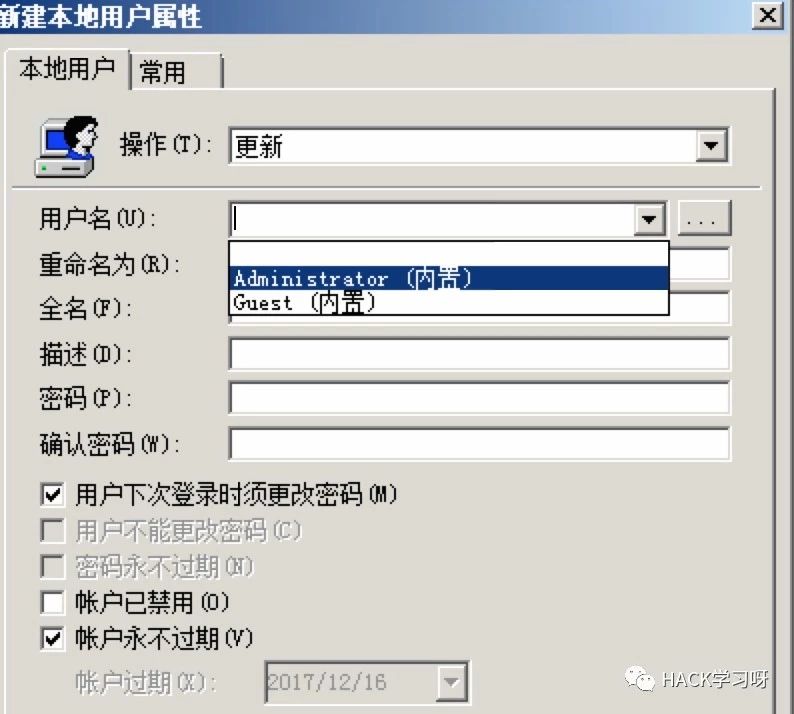 新建本地用户属性
本地用户 常用
操作(T): 更新
用户名(U): ...
重命名为(R):
Administrator (内置)
全名(F):
Guest (内置)
描述(D):
密码(P):
确认密码(W):
用户下次登录时须更改密码(M)
用户不能更改密码(C)
密码永不过期(N)
帐户已禁用(O)
帐户永不过期(V)
帐户过期(X): 2017/12/16
HACK学习呀